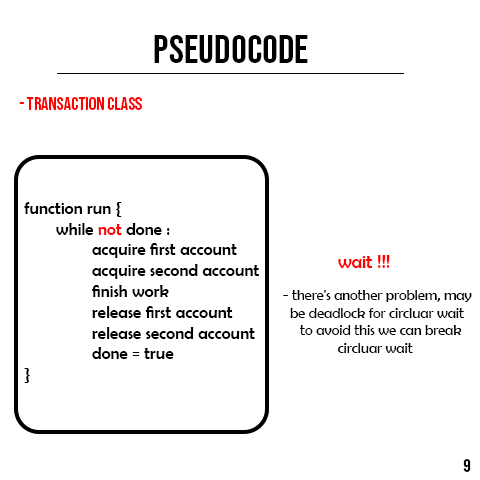 PSEUDOCODE
- TRANSACTION CLASS
function run {
while not done :
acquire first account
acquire second account
finish work
release first account
release second account
done = true
}
wait !!!
- there's another problem, may
be deadlock for circluar wait
to avoid this we can break
circluar wait
9